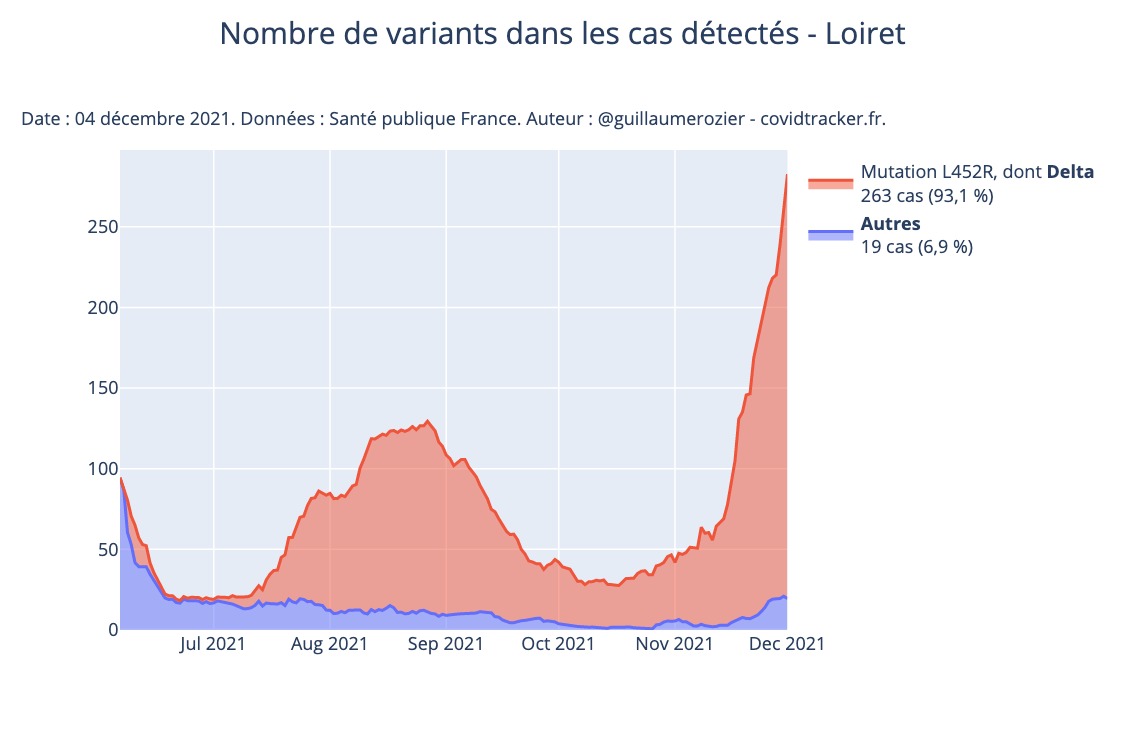 Nombre de variants dans les cas détectés - Loiret
Date : 04 décembre 2021. Données : Santé publique France. Auteur : @guillaumerozier - covidtracker.fr.
Mutation L452R, dont Delta
263 cas (93,1 %)
Autres
19 cas (6,9 %)
250
200
150
100
50
0
Jul 2021
Aug 2021
Sep 2021
Oct 2021
Nov 2021
Dec 2021